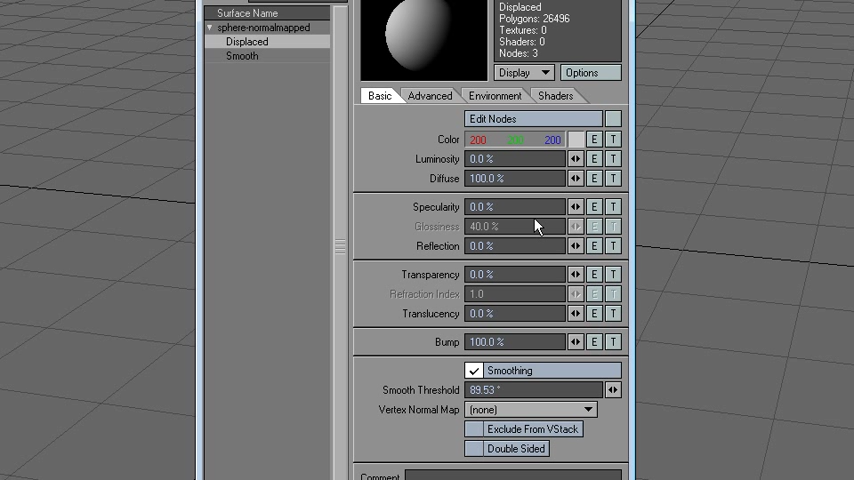 Surface Name
sphere-normalmapped
Displaced
Smooth
Displaced
Polygons: 26496
Textures: 0
Shaders: 0
Nodes: 3
Display Options
Basic Advanced Environment Shaders
Edit Nodes
Color 200 200 200 E T
Luminosity 0.0 % E T
Diffuse 100.0 % E T
Specularity 0.0 % E T
Glossiness 40.0 % E T
Reflection 0.0 % E T
Transparency 0.0 % E T
Refraction Index 1.0 E T
Translucency 0.0 % E T
Bump 100.0 % E T
Smoothing
Smooth Threshold 89.53 °
Vertex Normal Map (none)
Exclude From VStack
Double Sided
Comment